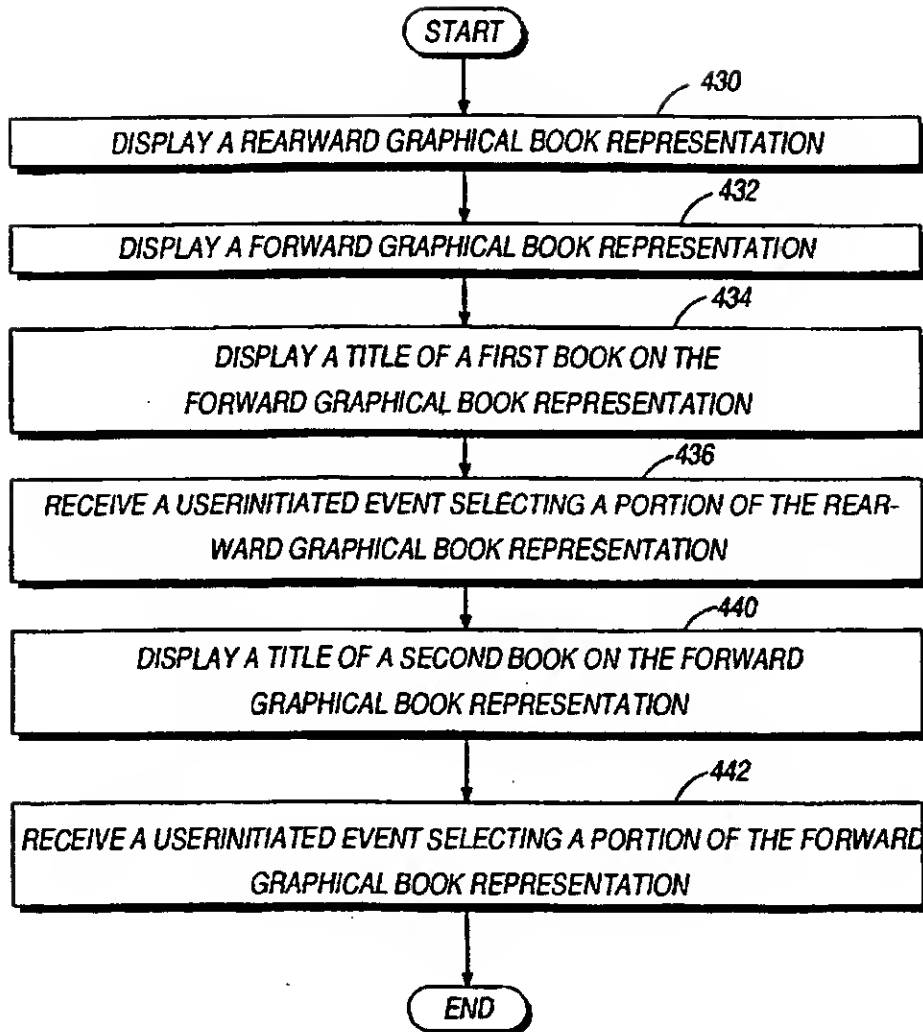 START
430
DISPLAY A REARWARD GRAPHICAL BOOK REPRESENTATION
432
DISPLAY A FORWARD GRAPHICAL BOOK REPRESENTATION
434
DISPLAY A TITLE OF A FIRST BOOK ON THE
FORWARD GRAPHICAL BOOK REPRESENTATION
436
RECEIVE A USERINITIATED EVENT SELECTING A PORTION OF THE REAR-
WARD GRAPHICAL BOOK REPRESENTATION
440
DISPLAY A TITLE OF A SECOND BOOK ON THE FORWARD
GRAPHICAL BOOK REPRESENTATION
442
RECEIVE A USERINITIATED EVENT SELECTING A PORTION OF THE FORWARD
GRAPHICAL BOOK REPRESENTATION
END